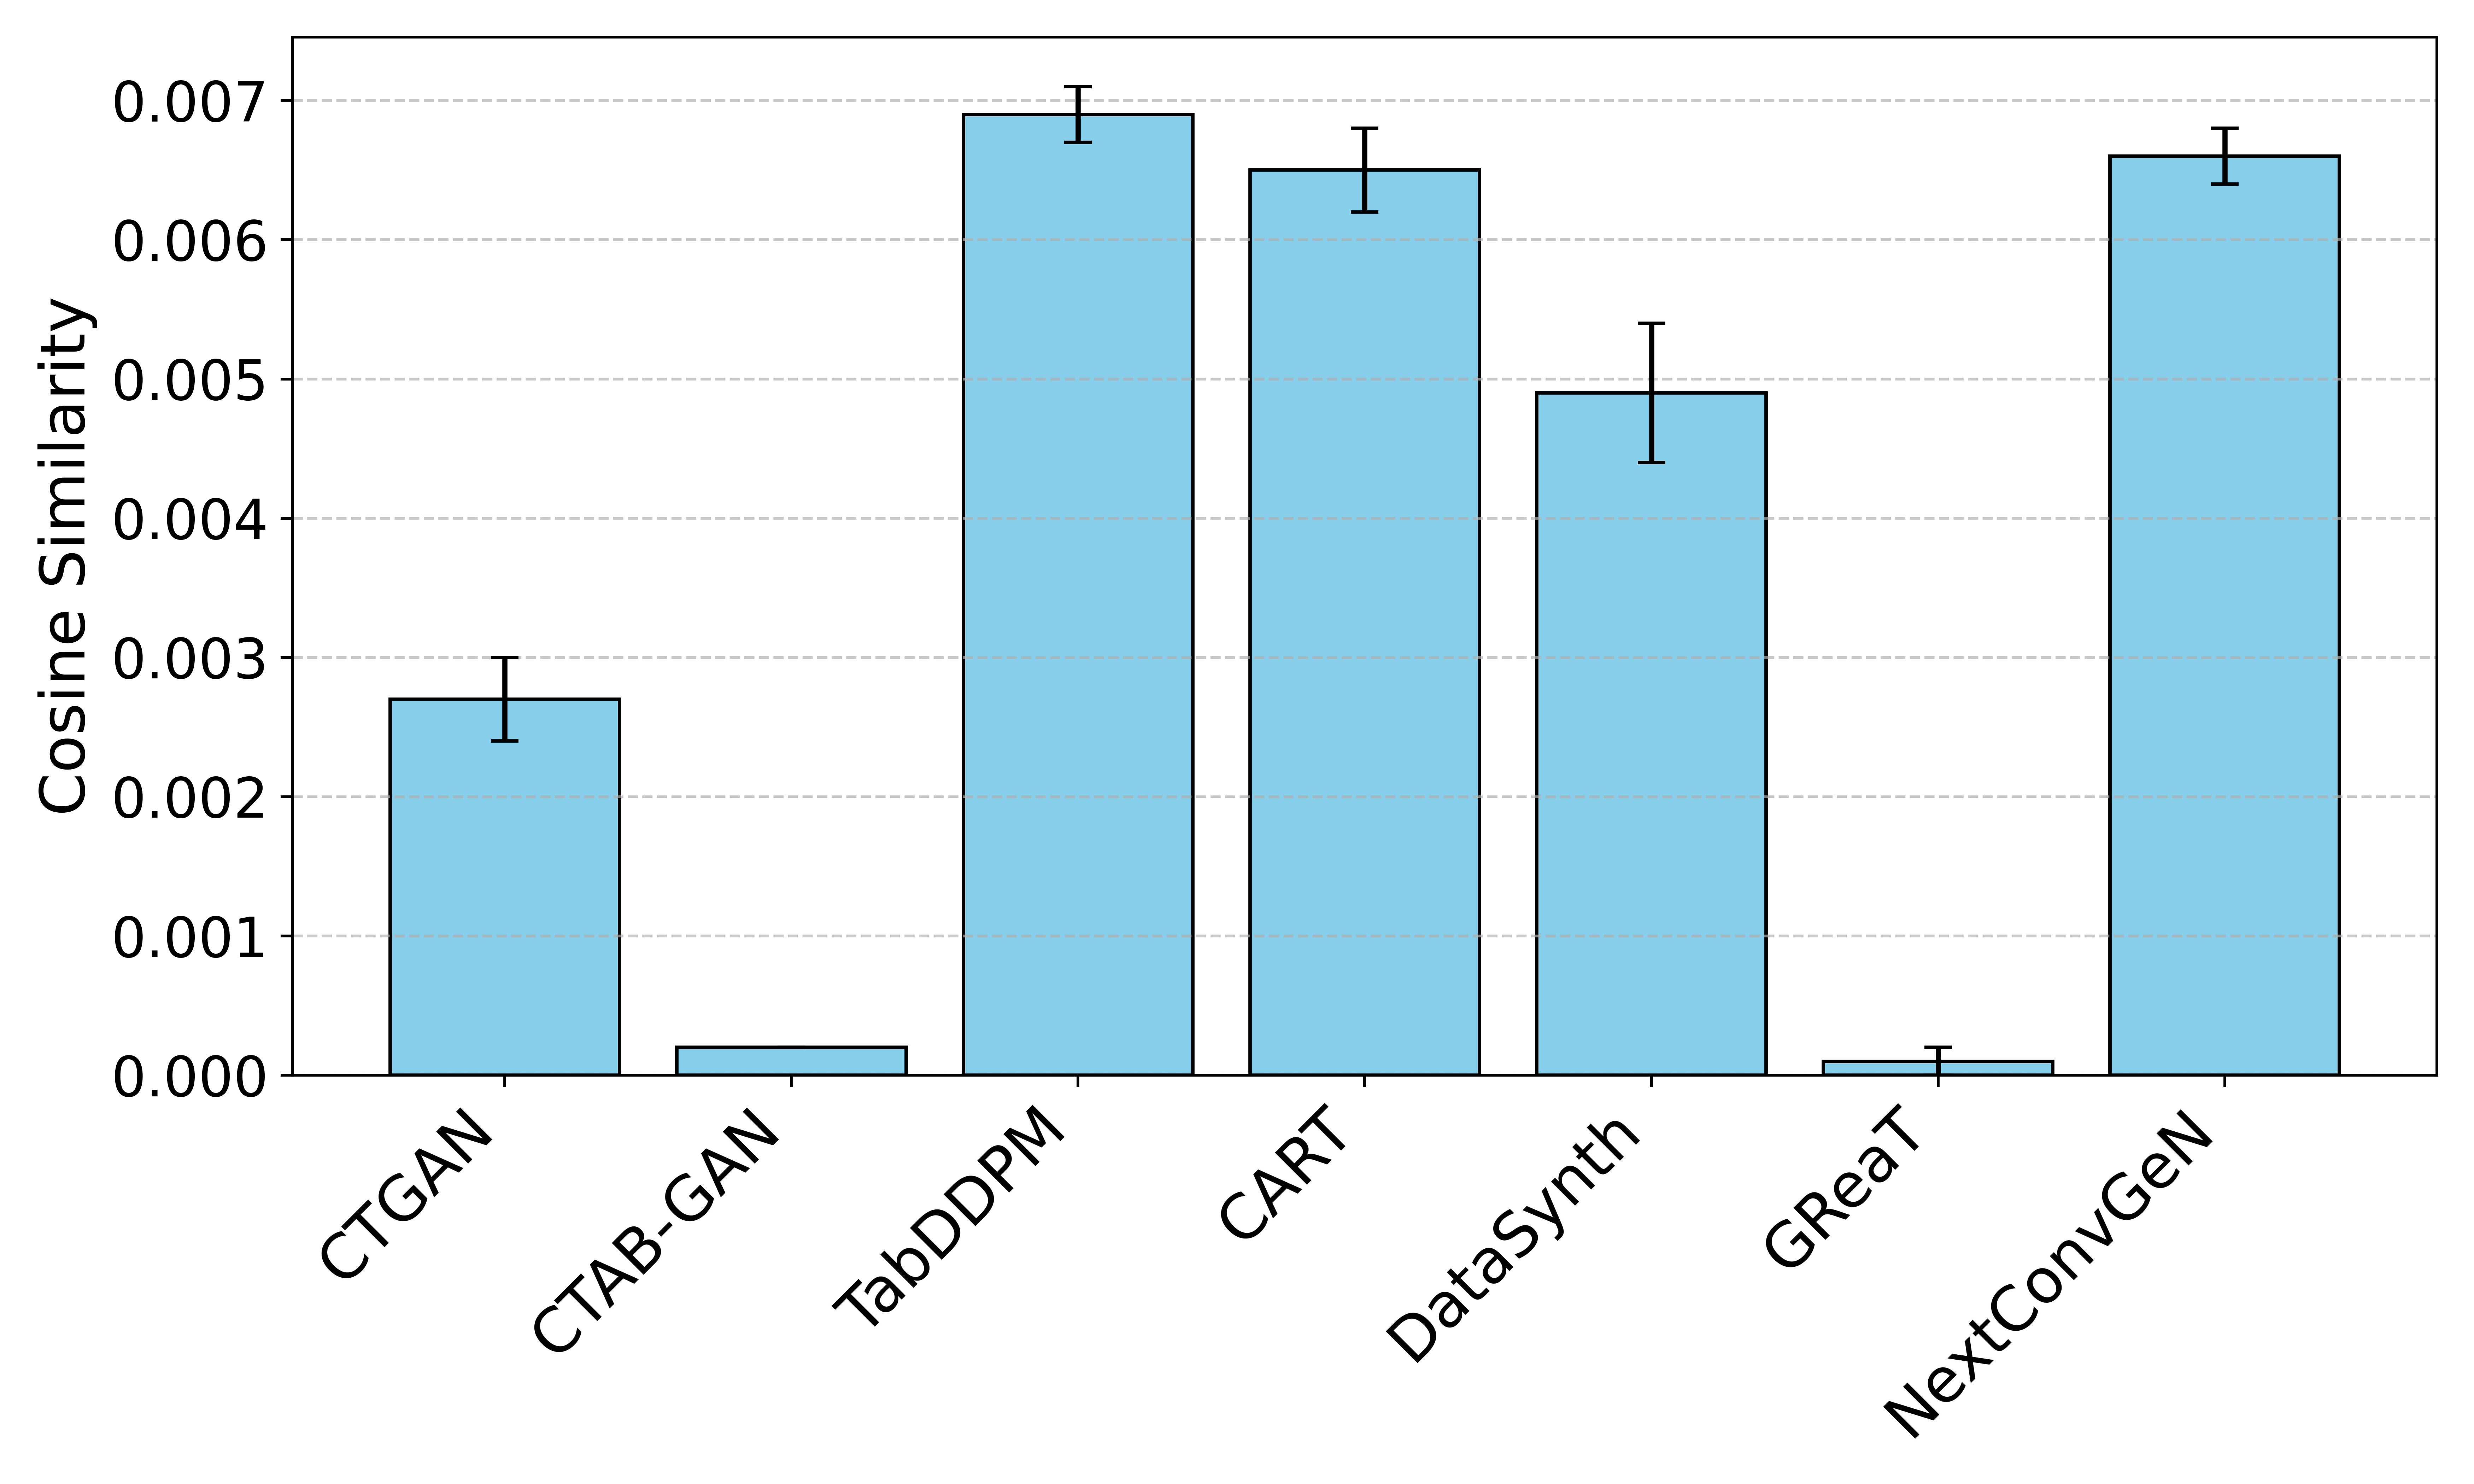 Cosine Similarity
0.007
0.006
0.005
0.004
0.003
0.002
0.001
0.000
CTGAN
CTAB-GAN
TabDDPM
CART
DataSynth
GReaT
NextConvGeN